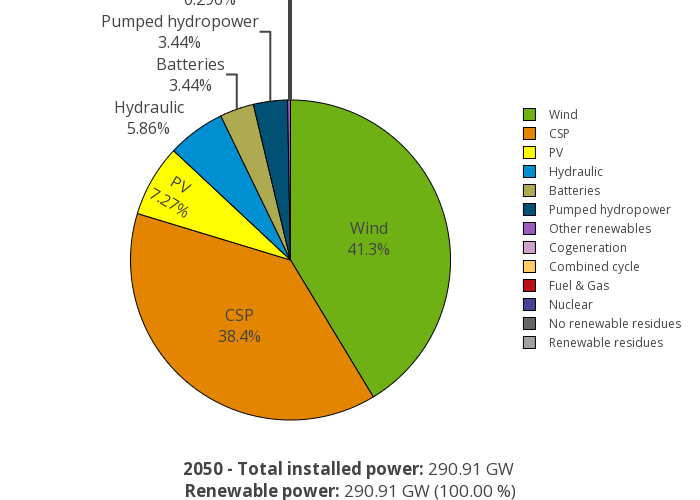 0.296%
Pumped hydropower
3.44%
Batteries
3.44%
Hydraulic
5.86%
PV
7.27%
Wind
41.3%
CSP
38.4%
Wind
CSP
PV
Hydraulic
Batteries
Pumped hydropower
Other renewables
Cogeneration
Combined cycle
Fuel & Gas
Nuclear
No renewable residues
Renewable residues
2050 - Total installed power: 290.91 GW
Renewable power: 290.91 GW (100.00 %)